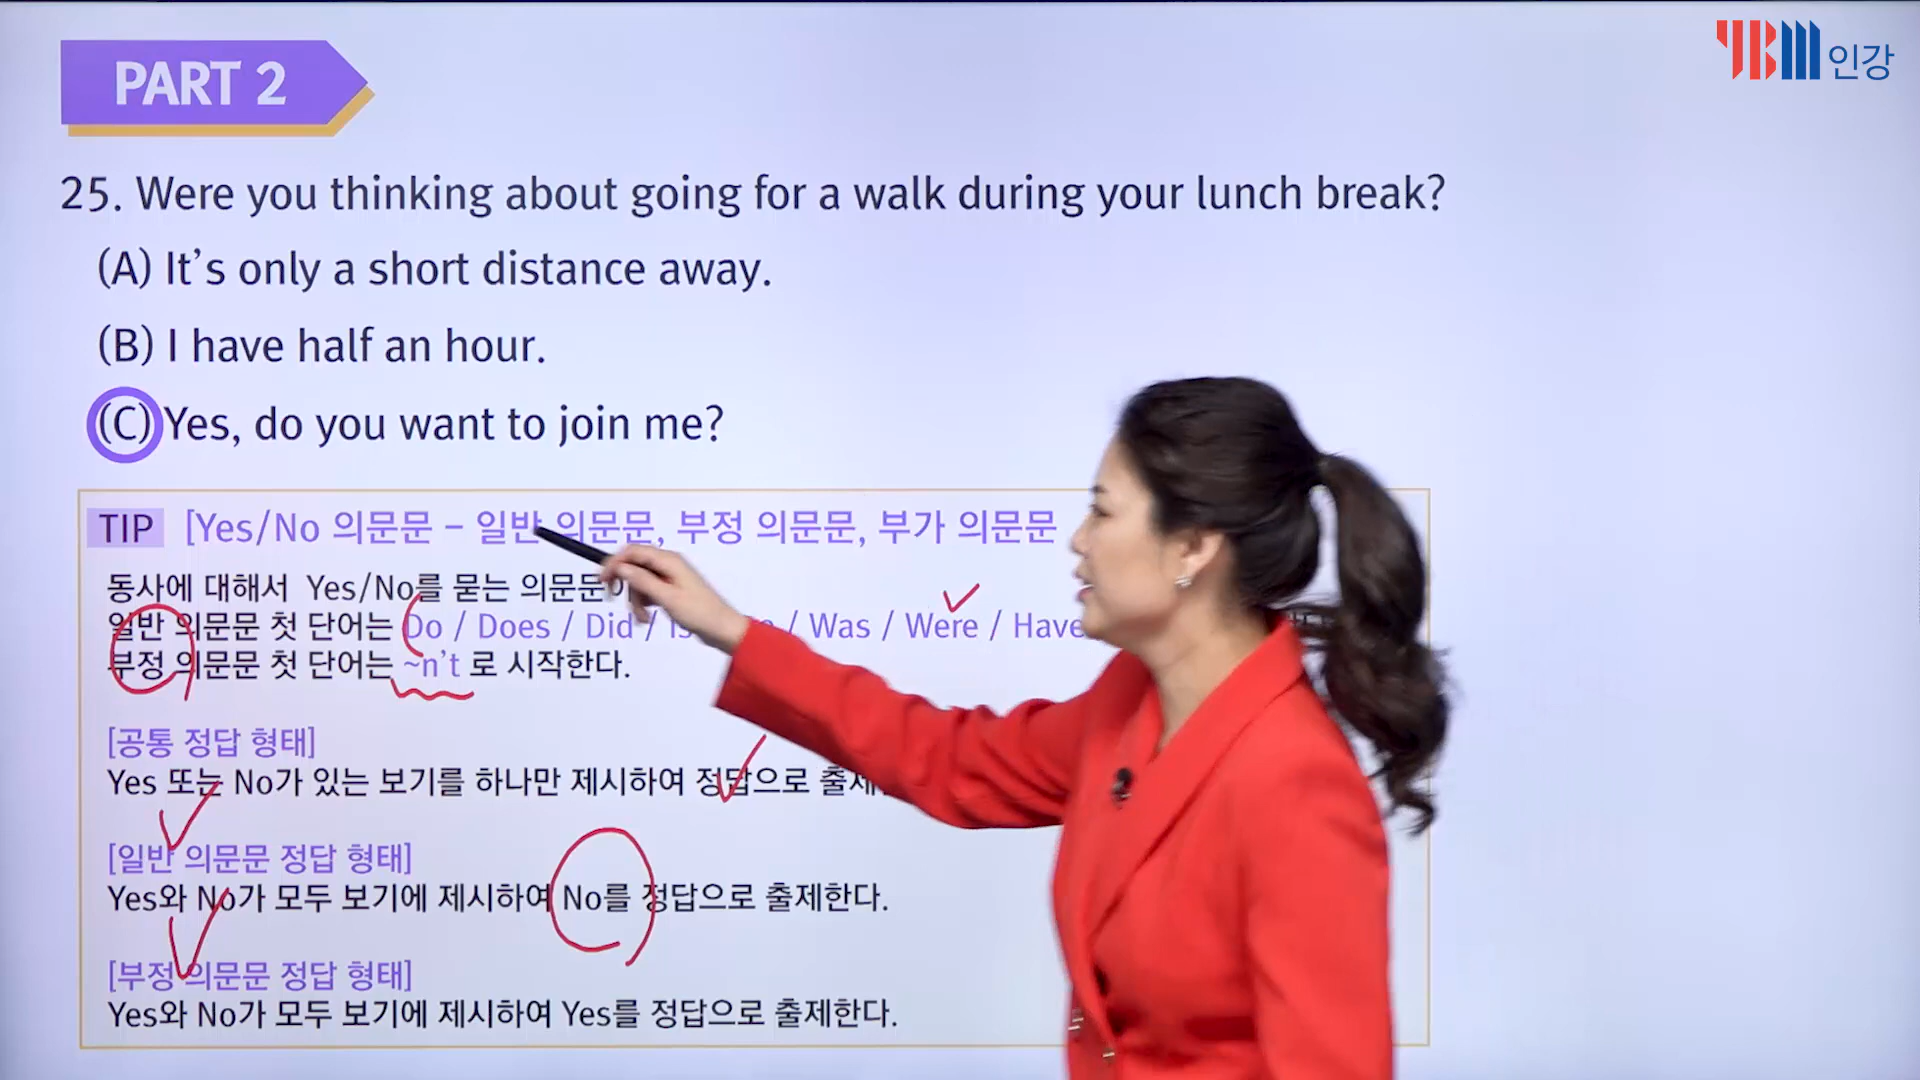 PART 2
YBM 인강
25. Were you thinking about going for a walk during your lunch break?
(A) It's only a short distance away.
(B) I have half an hour.
(C) Yes, do you want to join me?
TIP [Yes/No 의문문 – 일반 의문문, 부정 의문문, 부가 의문문
동사에 대해서 Yes/No를 묻는 의문문이
일반 의문문 첫 단어는 Do / Does / Did / / Was / Were / Have
부정 의문문 첫 단어는 ~n't 로 시작한다.
[공통 정답 형태]
Yes 또는 No가 있는 보기를 하나만 제시하여 정답으로 출제
[일반 의문문 정답 형태]
Yes와 No가 모두 보기에 제시하여 No를 정답으로 출제한다.
[부정 의문문 정답 형태]
Yes와 No가 모두 보기에 제시하여 Yes를 정답으로 출제한다.